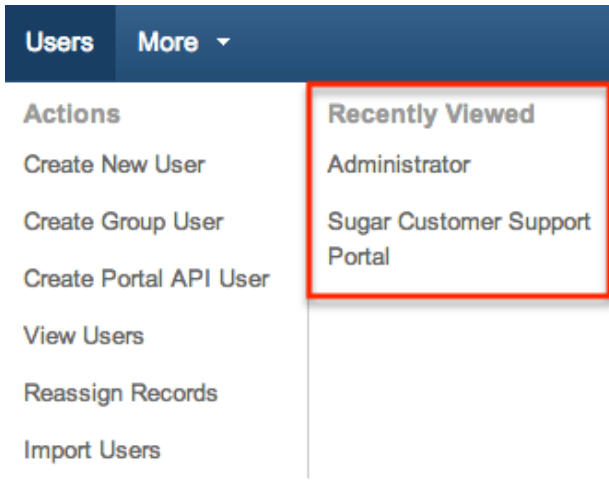 Users More
Actions
Create New User
Create Group User
Create Portal API User
View Users
Reassign Records
Import Users
Recently Viewed
Administrator
Sugar Customer Support
Portal